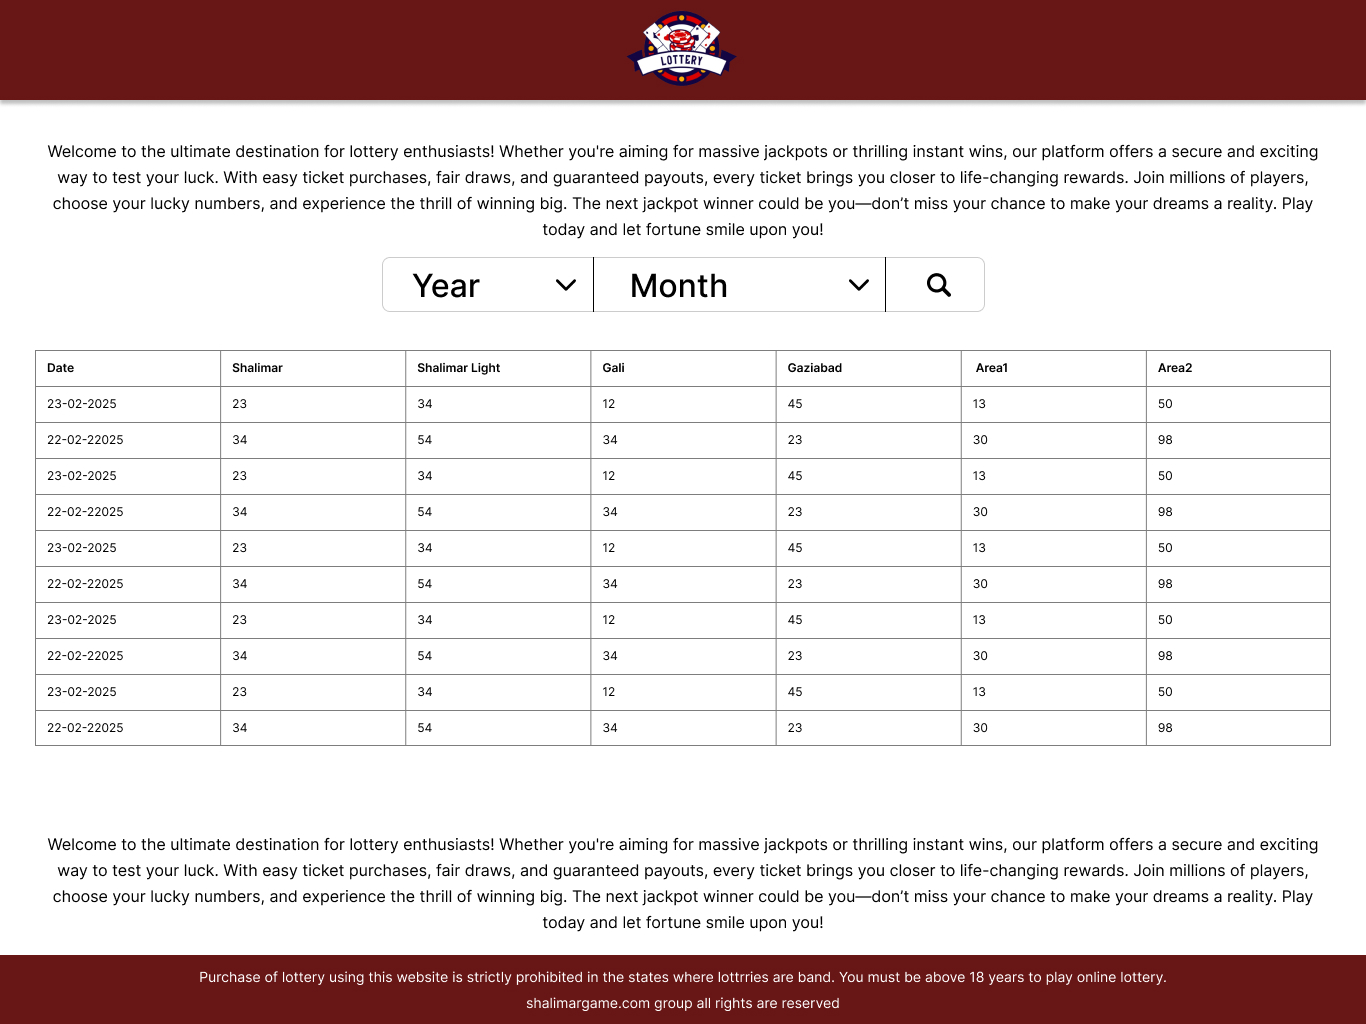 LOTTERY
Welcome to the ultimate destination for lottery enthusiasts! Whether you're aiming for massive jackpots or thrilling instant wins, our platform offers a secure and exciting
way to test your luck. With easy ticket purchases, fair draws, and guaranteed payouts, every ticket brings you closer to life-changing rewards. Join millions of players,
choose your lucky numbers, and experience the thrill of winning big. The next jackpot winner could be you—don’t miss your chance to make your dreams a reality. Play
today and let fortune smile upon you!
Year Month
Date Shalimar Shalimar Light Gali Gaziabad Area1 Area2
23-02-2025 23 34 12 45 13 50
22-02-22025 34 54 34 23 30 98
23-02-2025 23 34 12 45 13 50
22-02-22025 34 54 34 23 30 98
23-02-2025 23 34 12 45 13 50
22-02-22025 34 54 34 23 30 98
23-02-2025 23 34 12 45 13 50
22-02-22025 34 54 34 23 30 98
23-02-2025 23 34 12 45 13 50
22-02-22025 34 54 34 23 30 98
Welcome to the ultimate destination for lottery enthusiasts! Whether you're aiming for massive jackpots or thrilling instant wins, our platform offers a secure and exciting
way to test your luck. With easy ticket purchases, fair draws, and guaranteed payouts, every ticket brings you closer to life-changing rewards. Join millions of players,
choose your lucky numbers, and experience the thrill of winning big. The next jackpot winner could be you—don’t miss your chance to make your dreams a reality. Play
today and let fortune smile upon you!
Purchase of lottery using this website is strictly prohibited in the states where lottrries are band. You must be above 18 years to play online lottery.
shalimargame.com group all rights are reserved